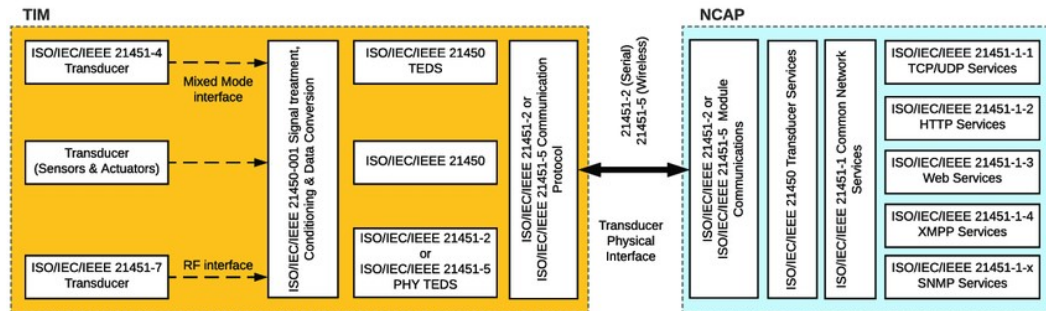 TIM
ISO/IEC/IEEE 21451-4
Transducer
Mixed Mode
interface
Transducer
(Sensors & Actuators)
ISO/IEC/IEEE 21451-7
Transducer
RF interface
ISO/IEC/IEEE 21450-001 Signal treatment,
Conditioning & Data Conversion
ISO/IEC/IEEE 21450
TEDS
ISO/IEC/IEEE 21450
ISO/IEC/IEEE 21451-2
or
ISO/IEC/IEEE 21451-5
PHY TEDS
ISO/IEC/IEEE 21451-2 or
ISO/IEC/IEEE 21451-5 Communication
Protocol
21451-2 (Serial)
21451-5 (Wireless)
Transducer
Physical
Interface
NCAP
ISO/IEC/IEEE 21451-2 or
ISO/IEC/IEEE 21451-5 Module
Communications
ISO/IEC/IEEE 21450 Transducer Services
ISO/IEC/IEEE 21451-1 Common Network
Services
ISO/IEC/IEEE 21451-1-1
TCP/UDP Services
ISO/IEC/IEEE 21451-1-2
HTTP Services
ISO/IEC/IEEE 21451-1-3
Web Services
ISO/IEC/IEEE 21451-1-4
XMPP Services
ISO/IEC/IEEE 21451-1-x
SNMP Services